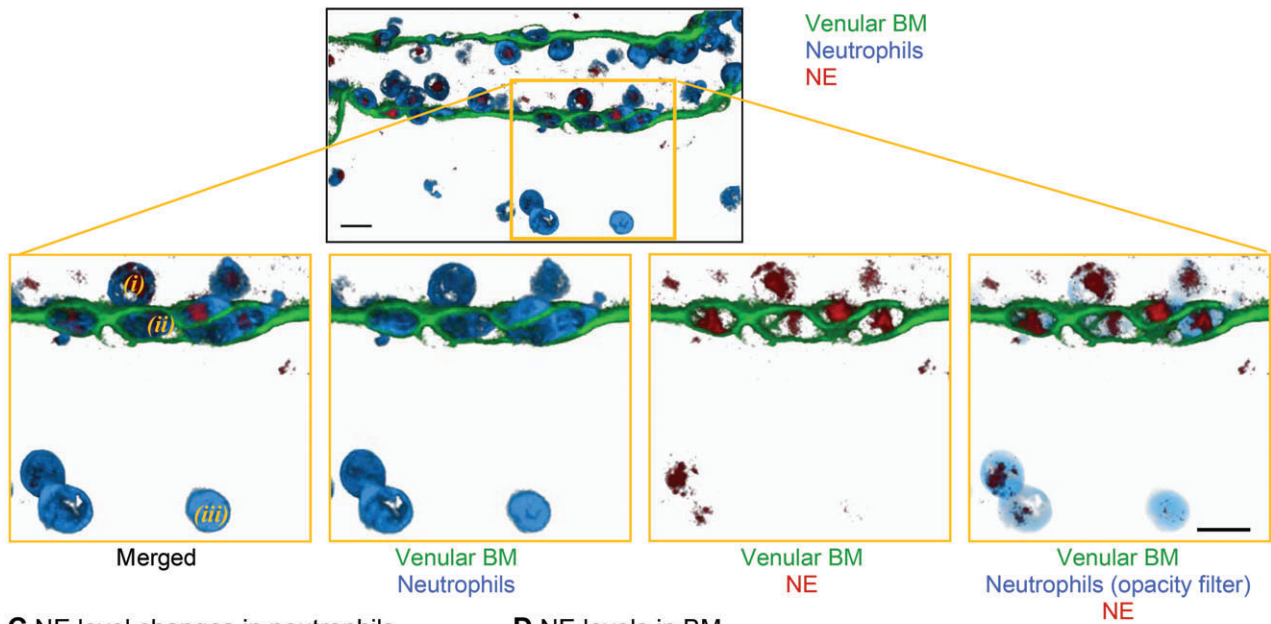 Venular BM
Neutrophils
NE
(i)
(ii)
(iii)
Merged
Venular BM
Neutrophils
Venular BM
NE
Venular BM
Neutrophils (opacity filter)
NE